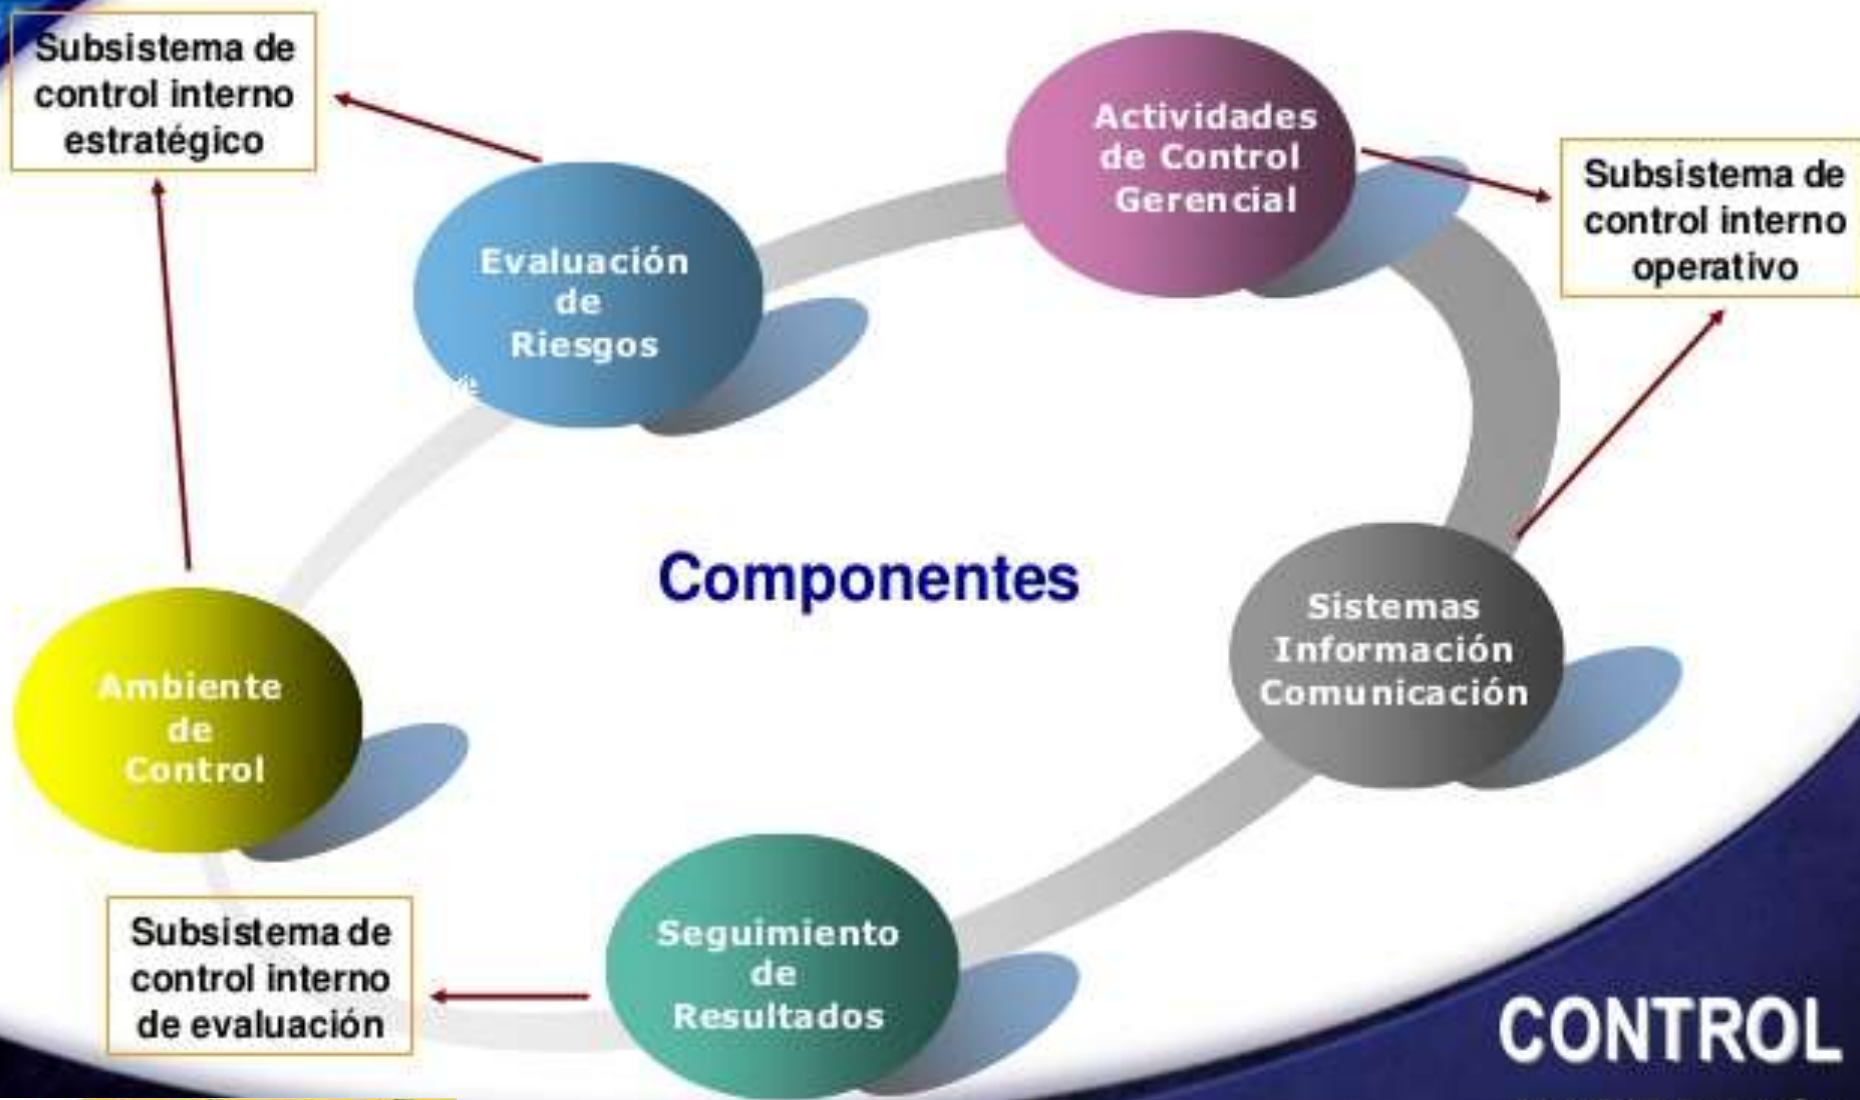 Subsistema de
control interno
estratégico
Actividades
de Control
Gerencial
Subsistema de
control interno
operativo
Evaluación
de
Riesgos
Componentes
Sistemas
Información
Comunicación
Ambiente
de
Control
Seguimiento
de
Resultados
Subsistema de
control interno
de evaluación
CONTROL